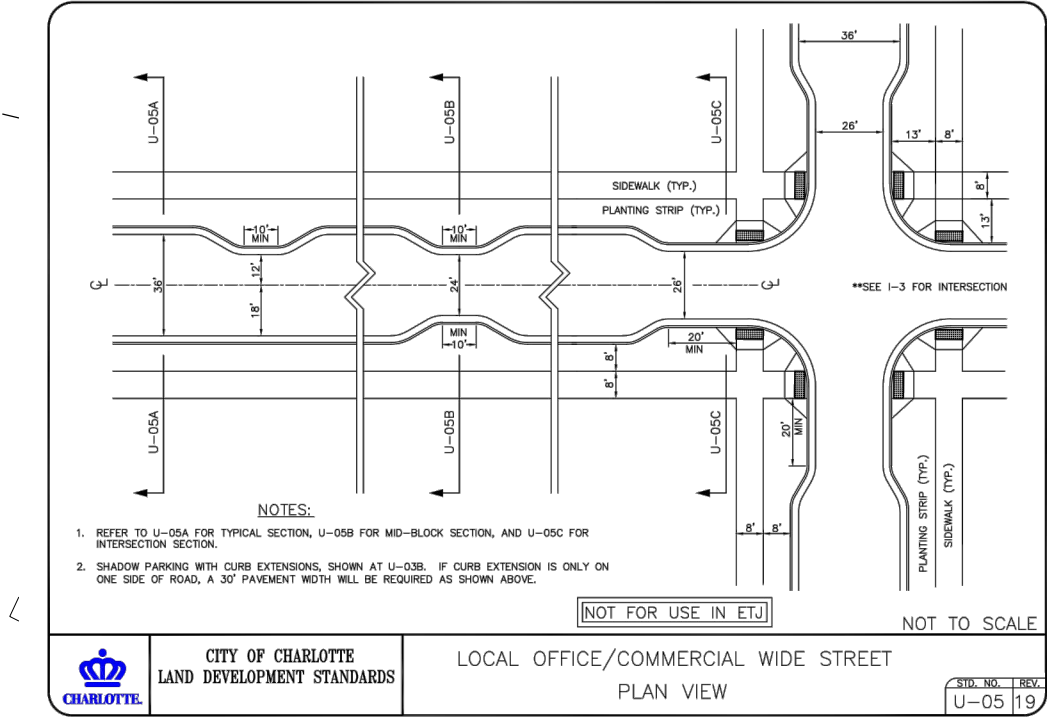 36'
26'
13' 8'
U-05A
U-05B
U-05C
SIDEWALK (TYP.)
PLANTING STRIP (TYP.)
8'
13'
10'
MIN
10'
MIN
CL
36'
12'
18'
24'
26'
CL
**SEE I-3 FOR INTERSECTION
MIN
10'
20'
MIN
8'
8'
U-05A
U-05B
U-05C
20'
MIN
PLANTING STRIP (TYP.)
SIDEWALK (TYP.)
8' 8'
NOTES:
1. REFER TO U-05A FOR TYPICAL SECTION, U-05B FOR MID-BLOCK SECTION, AND U-05C FOR
INTERSECTION SECTION.
2. SHADOW PARKING WITH CURB EXTENSIONS, SHOWN AT U-03B. IF CURB EXTENSION IS ONLY ON
ONE SIDE OF ROAD, A 30' PAVEMENT WIDTH WILL BE REQUIRED AS SHOWN ABOVE.
NOT FOR USE IN ETJ
NOT TO SCALE
CHARLOTTE.
CITY OF CHARLOTTE
LAND DEVELOPMENT STANDARDS
LOCAL OFFICE/COMMERCIAL WIDE STREET
PLAN VIEW
STD. NO. REV.
U-05 19